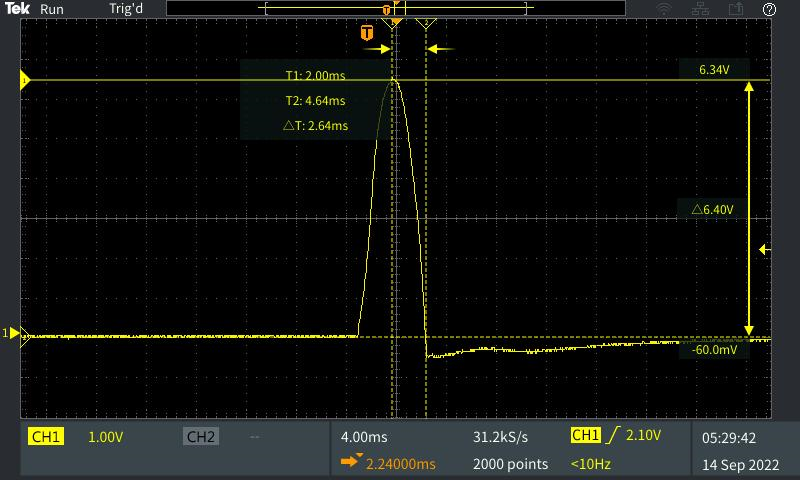 Tek Run Trig'd
T
T1: 2.00ms
T2: 4.64ms
△T: 2.64ms
6.34V
△6.40V
-60.0mV
1
CH1 1.00V CH2 -- 4.00ms 31.2kS/s CH1 2.10V 05:29:42
2.24000ms 2000 points <10Hz 14 Sep 2022